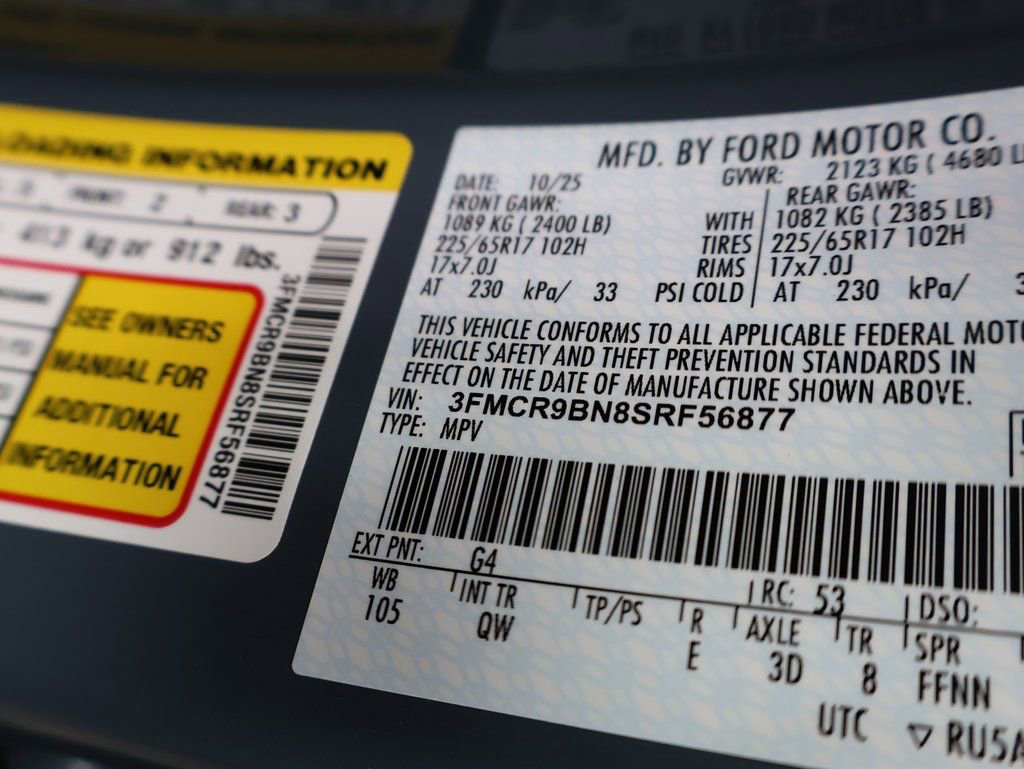 LOADING INFORMATION
FRONT: 2 REAR: 3
413 kg or 912 lbs.
SEE OWNERS
MANUAL FOR
ADDITIONAL
INFORMATION
3FMCR9BN8SRF56877
MFD. BY FORD MOTOR CO.
DATE: 10/25 GVWR: 2123 KG ( 4680 L
FRONT GAWR: REAR GAWR:
1089 KG ( 2400 LB) WITH 1082 KG ( 2385 LB)
225/65R17 102H TIRES 225/65R17 102H
17x7.0J RIMS 17x7.0J
AT 230 kPa/ 33 PSI COLD AT 230 kPa/ 3
THIS VEHICLE CONFORMS TO ALL APPLICABLE FEDERAL MOTO
VEHICLE SAFETY AND THEFT PREVENTION STANDARDS IN
EFFECT ON THE DATE OF MANUFACTURE SHOWN ABOVE.
VIN: 3FMCR9BN8SRF56877
TYPE: MPV
EXT PNT: G4 RC: 53 DSO:
WB INT TR TP/PS R AXLE TR SPR
105 QW E 3D 8 FFNN
UTC ▽ RU5A